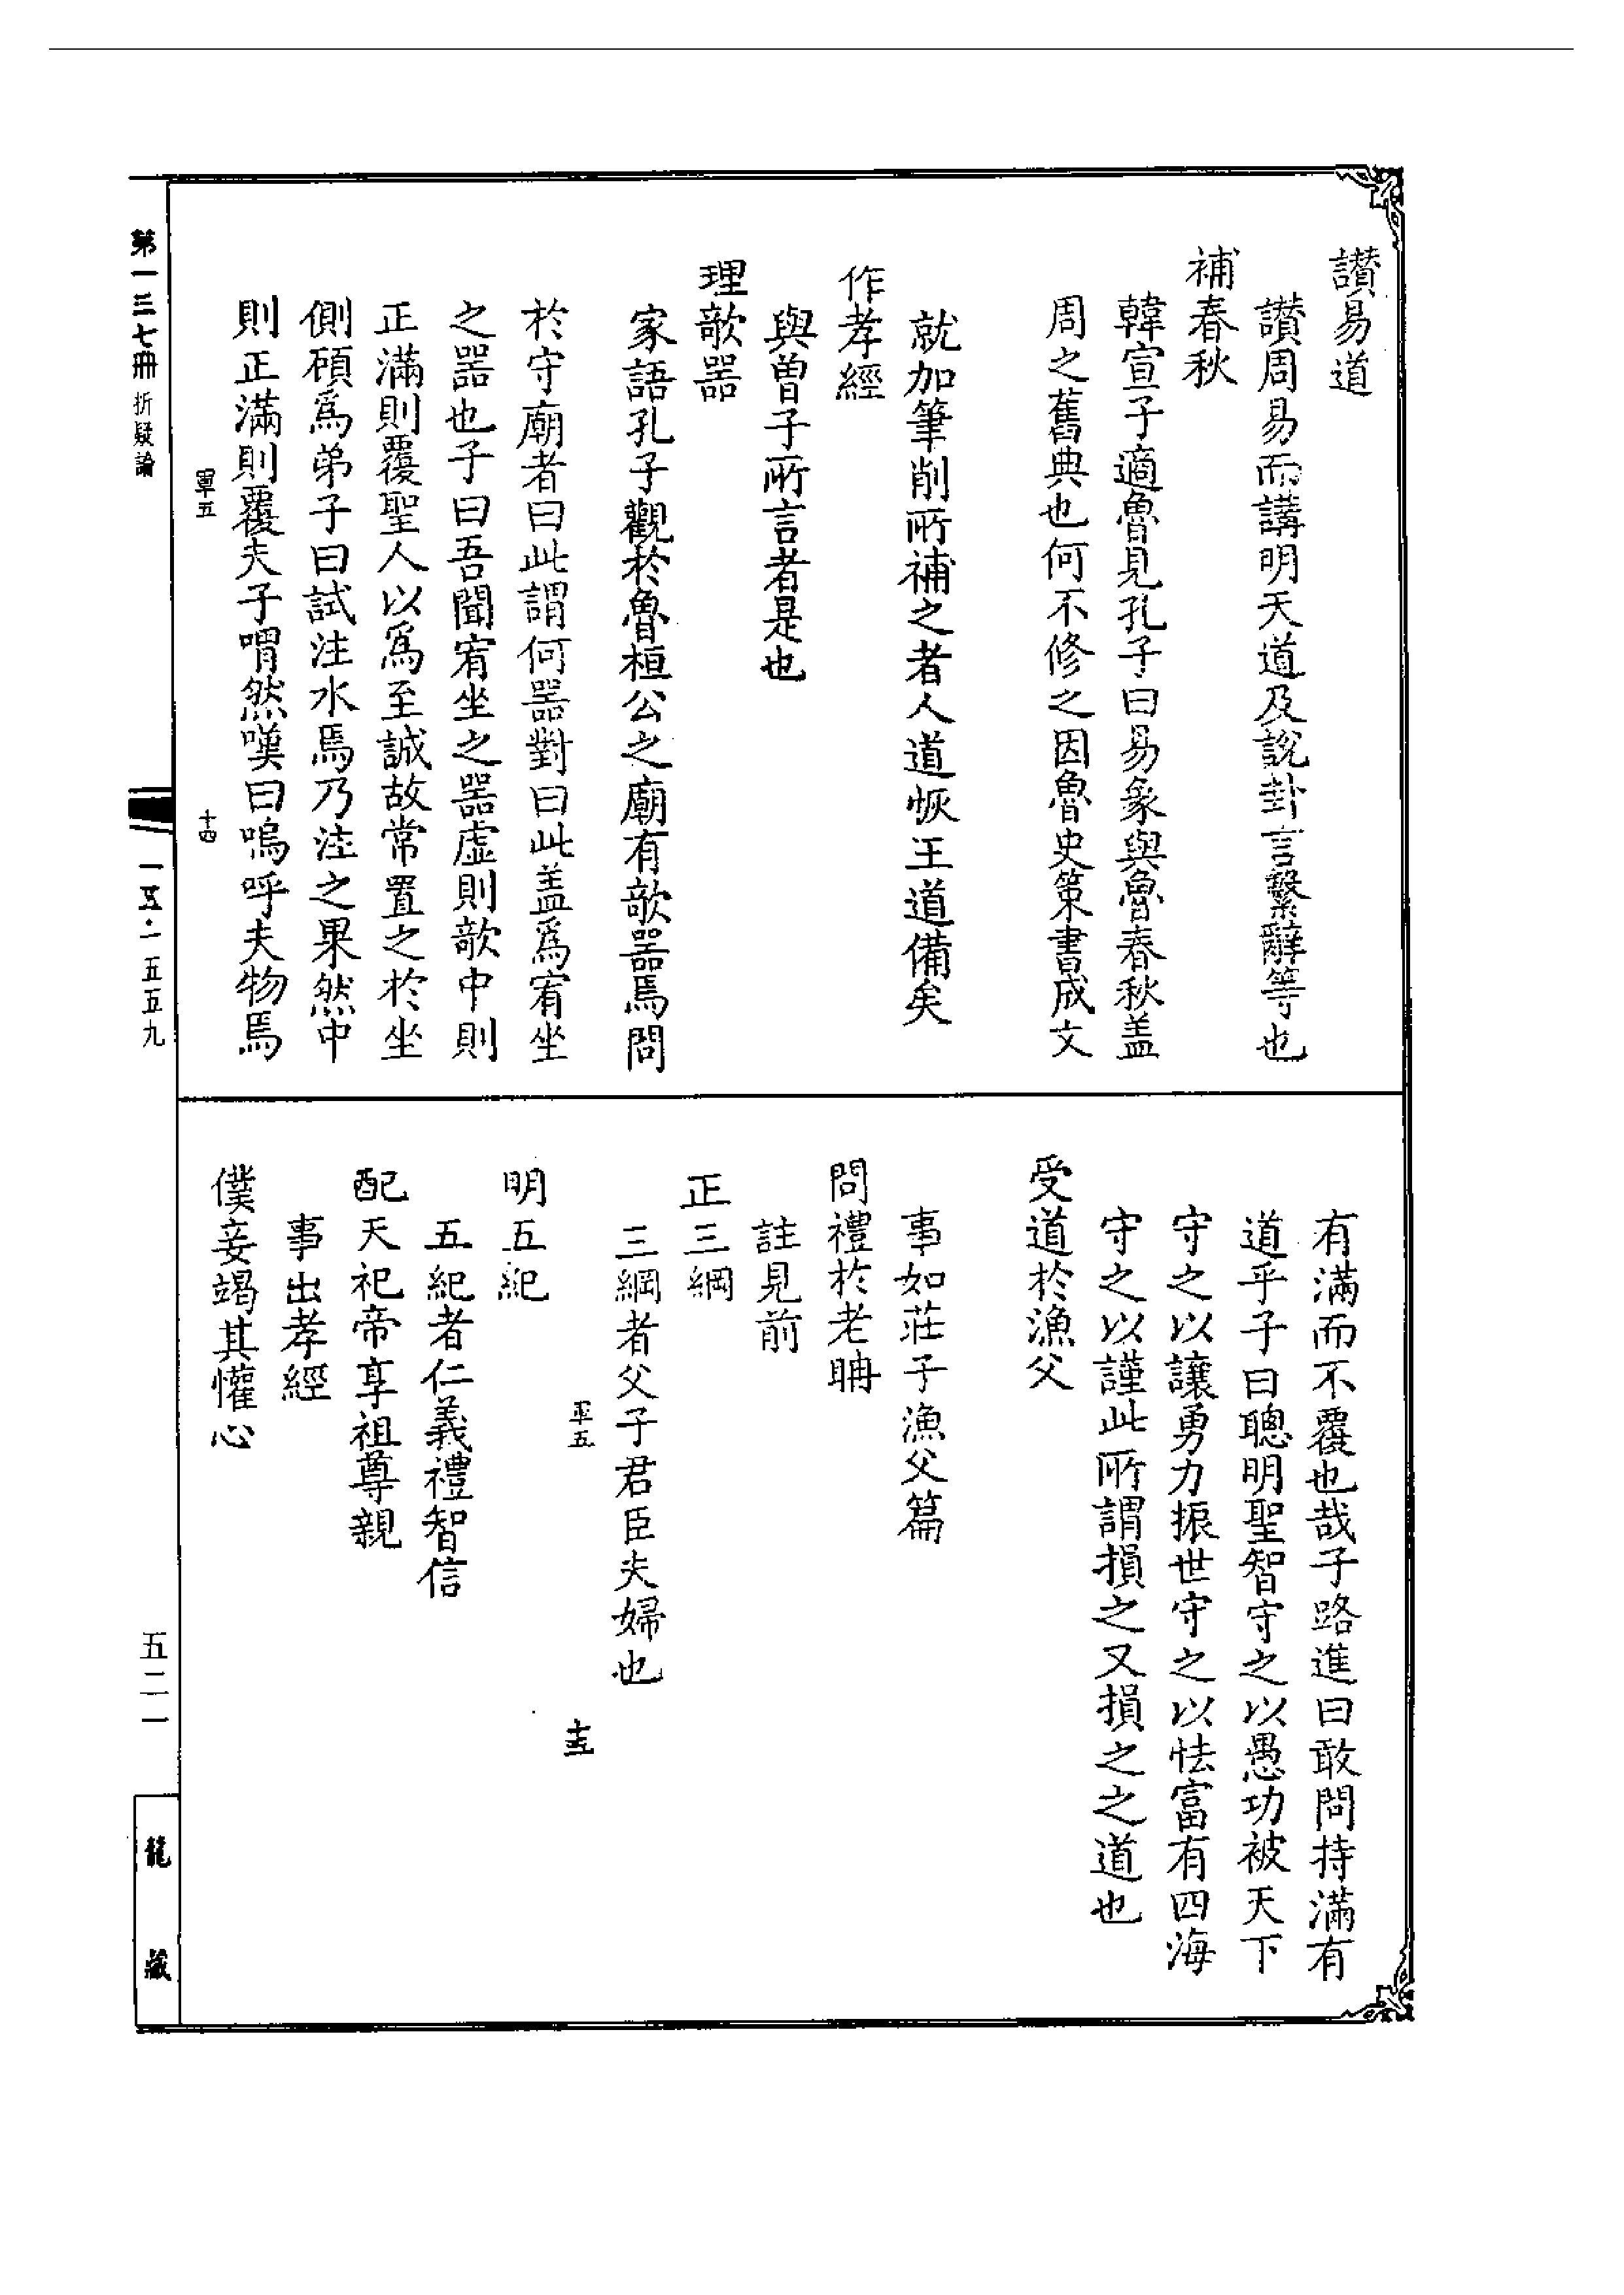 讃易道
讃周易而講明天道及說卦言繫辭等也
補春秋
韓宣子適魯見孔子曰易象與魯春秋盖
周之舊典也何不修之因魯史策書成文
就加筆削所補之者人道恢王道備矣
作孝經
與曾子所言者是也
理欹器
家語孔子觀於魯桓公之廟有欹器焉問
於守廟者曰此謂何器對曰此盖爲宥坐
之器也子曰吾聞宥坐之器虛則欹中則
正滿則覆聖人以爲至誠故常置之於坐
側顧爲弟子曰試注水焉乃注之果然中
則正滿則覆夫子喟然嘆曰嗚呼夫物焉
十四
有滿而不覆也哉子路進曰敢問持滿有
道乎子曰聰明聖智守之以愚功被天下
守之以讓勇力振世守之以怯富有四海
守之以謹此所謂損之又損之之道也
受道於漁父
事如莊子漁父篇
問禮於老聃
註見前
正三綱
三綱者父子君臣夫婦也
十五
明五紀
五紀者仁義禮智信
配天祀帝享祖尊親
事出孝經
僕妾竭其懽心
第一三七冊 折疑論
一五·一五五九
五二一
龍藏